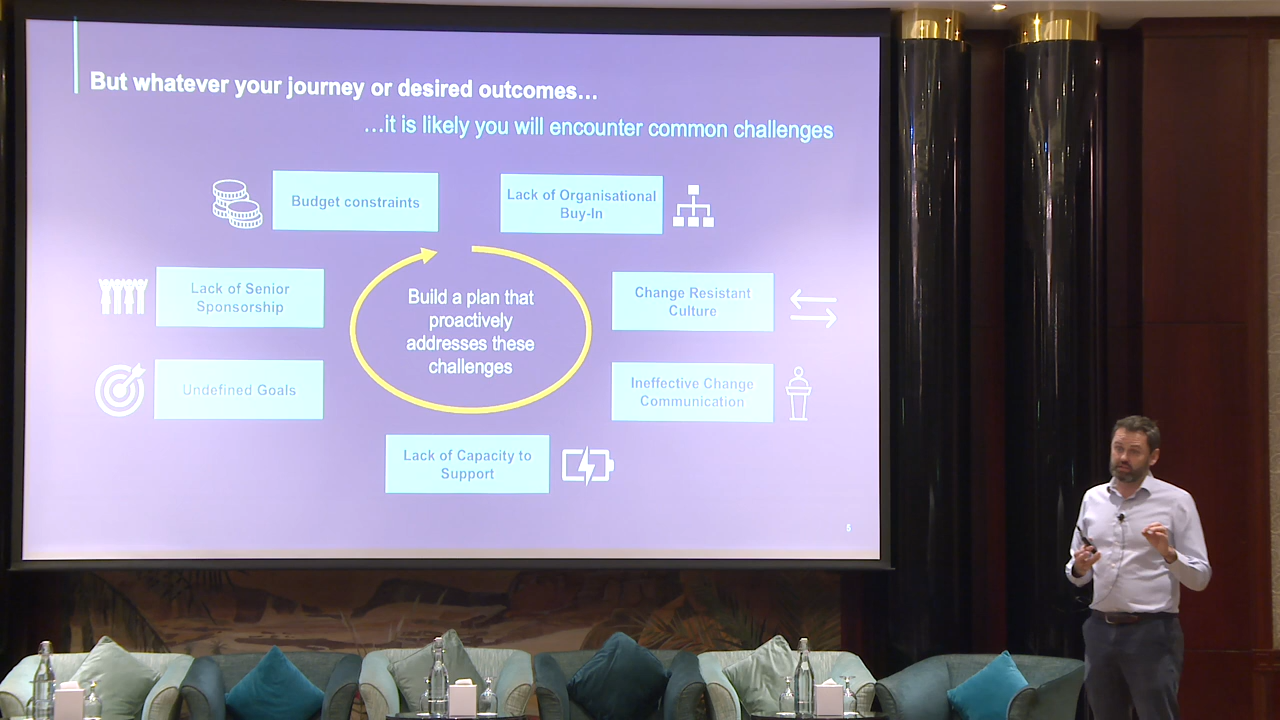 But whatever your journey or desired outcomes…
…it is likely you will encounter common challenges
Budget constraints
Lack of Organisational
Buy-In
Lack of Senior
Sponsorship
Build a plan that
proactively
addresses these
challenges
Change Resistant
Culture
Undefined Goals
Ineffective Change
Communication
Lack of Capacity to
Support
5